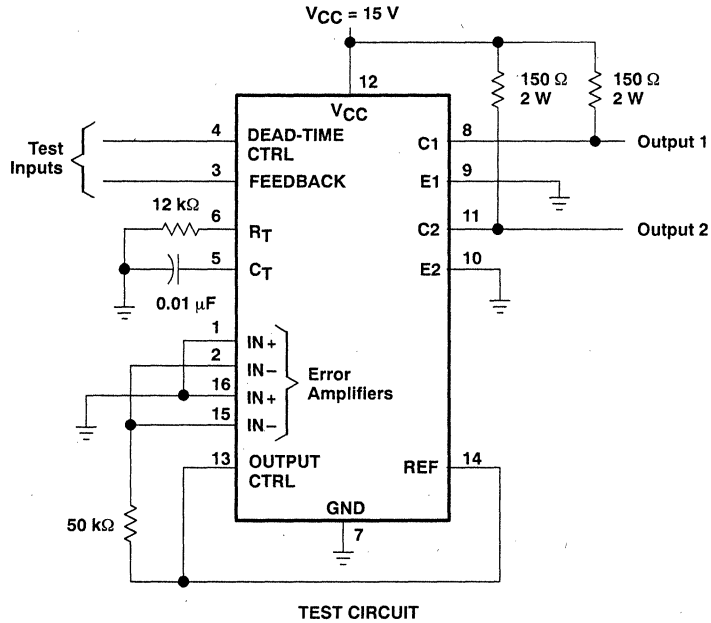 VCC = 15 V
12
VCC
150 Ω
2 W
150 Ω
2 W
Test
Inputs
4
DEAD-TIME
CTRL
3
FEEDBACK
12 kΩ
6
RT
5
CT
0.01 μF
1
IN+
2
IN−
16
IN+
15
IN−
Error
Amplifiers
13
OUTPUT
CTRL
50 kΩ
C1
8
Output 1
E1
9
C2
11
Output 2
E2
10
REF
14
GND
7
TEST CIRCUIT